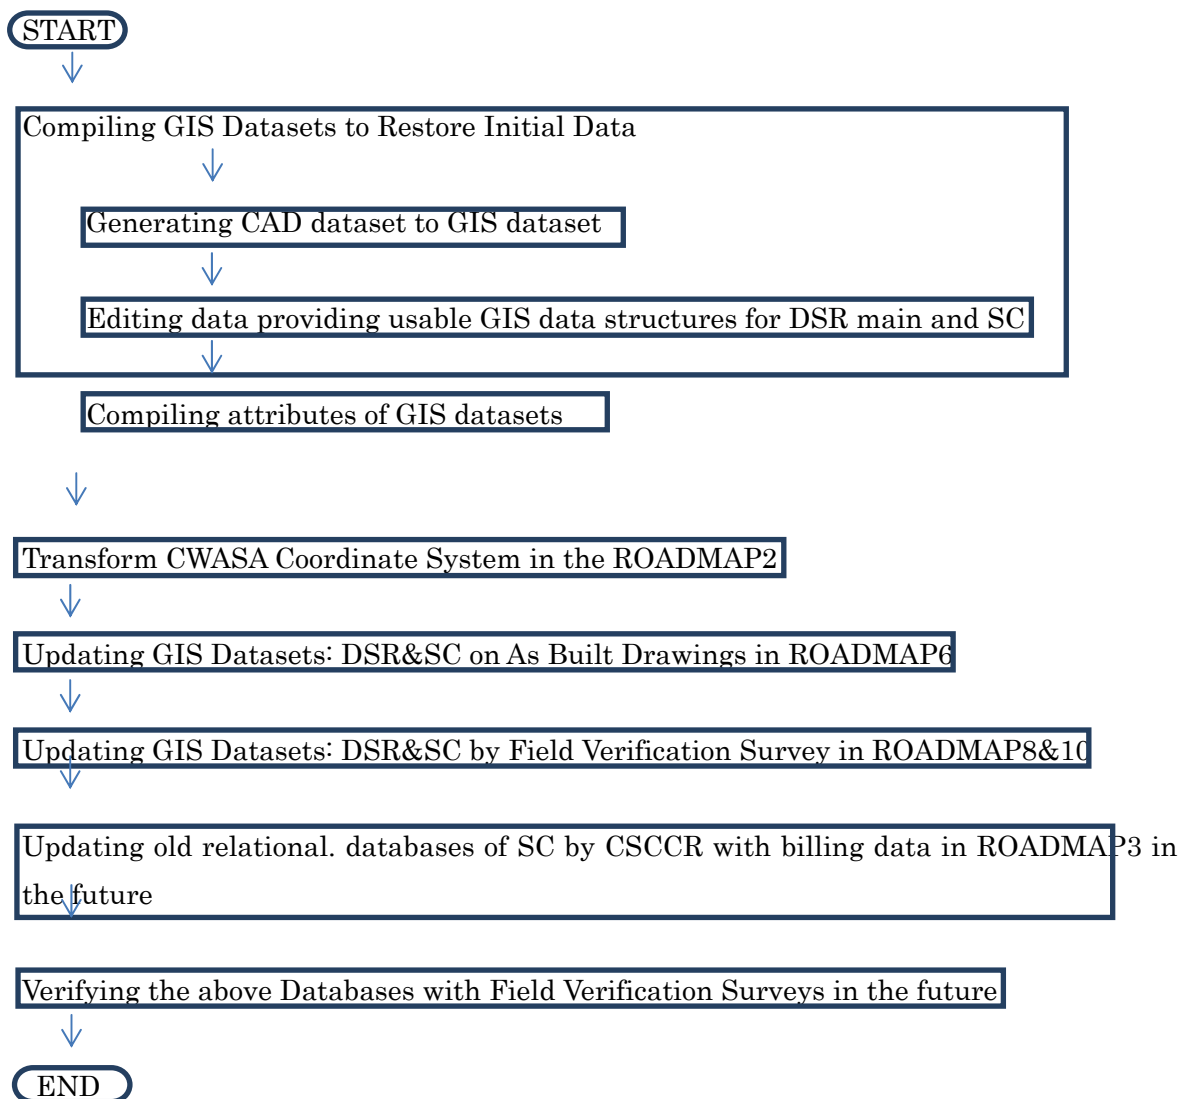 START
Compiling GIS Datasets to Restore Initial Data
Generating CAD dataset to GIS dataset
Editing data providing usable GIS data structures for DSR main and SC
Compiling attributes of GIS datasets
Transform CWASA Coordinate System in the ROADMAP2
Updating GIS Datasets: DSR&SC on As Built Drawings in ROADMAP6
Updating GIS Datasets: DSR&SC by Field Verification Survey in ROADMAP8&10
Updating old relational. databases of SC by CSCCR with billing data in ROADMAP3 in
the future
Verifying the above Databases with Field Verification Surveys in the future
END